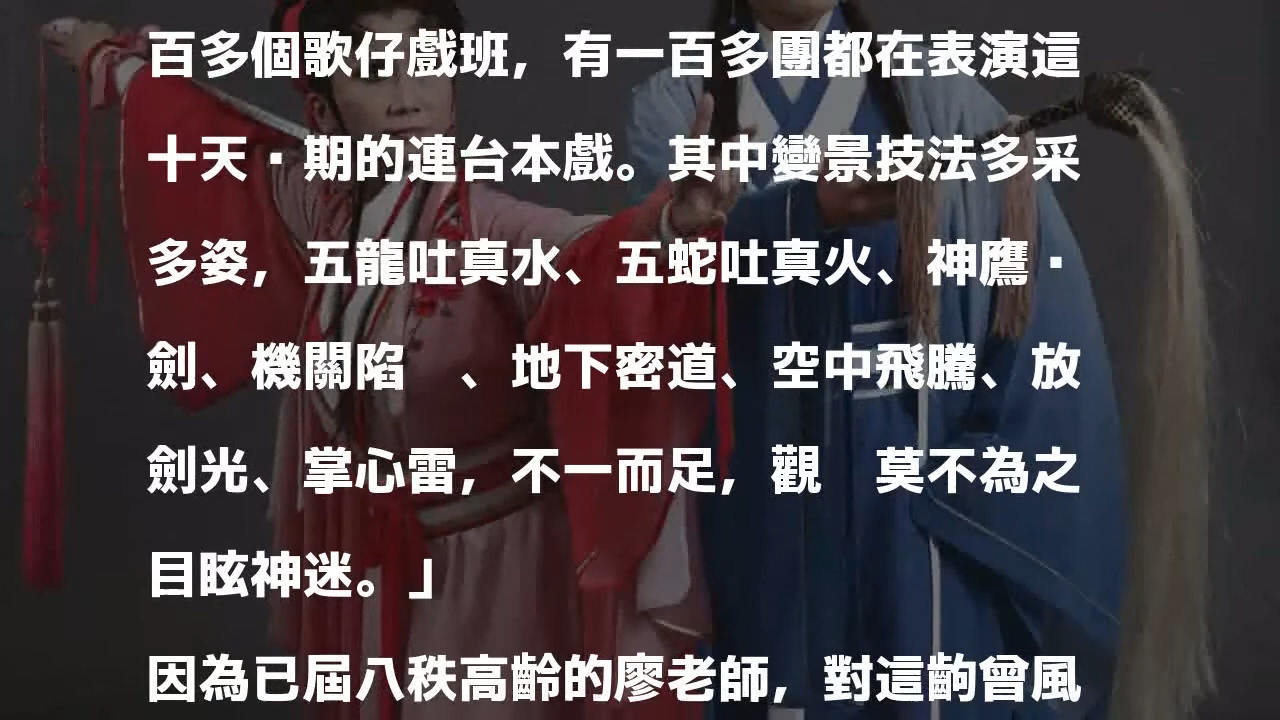 百多個歌仔戲班，有一百多團都在表演這
十天·期的連台本戲。其中變景技法多采
多姿，五龍吐真水、五蛇吐真火、神鷹·
劍、機關陷　、地下密道、空中飛騰、放
劍光、掌心雷，不一而足，觀　莫不為之
目眩神迷。」
因為已屆八秩高齡的廖老師，對這齣曾風